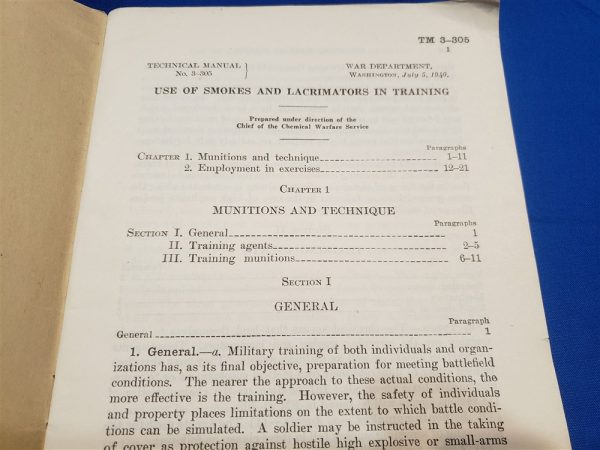 TM 3–305
1
TECHNICAL MANUAL
No. 3–305
WAR DEPARTMENT,
WASHINGTON, July 5, 1940.
USE OF SMOKES AND LACRIMATORS IN TRAINING
Prepared under direction of the
Chief of the Chemical Warfare Service
Paragraphs
CHAPTER 1. Munitions and technique 1–11
2. Employment in exercises 12–21
CHAPTER 1
MUNITIONS AND TECHNIQUE
Paragraphs
SECTION I. General 1
II. Training agents 2–5
III. Training munitions 6–11
SECTION I
GENERAL
Paragraph
General 1
1. General.—a. Military training of both individuals and organ-
izations has, as its final objective, preparation for meeting battlefield
conditions. The nearer the approach to these actual conditions, the
more effective is the training. However, the safety of individuals
and property places limitations on the extent to which battle condi-
tions can be simulated. A soldier may be instructed in the taking
of cover as protection against hostile high explosive or small-arms